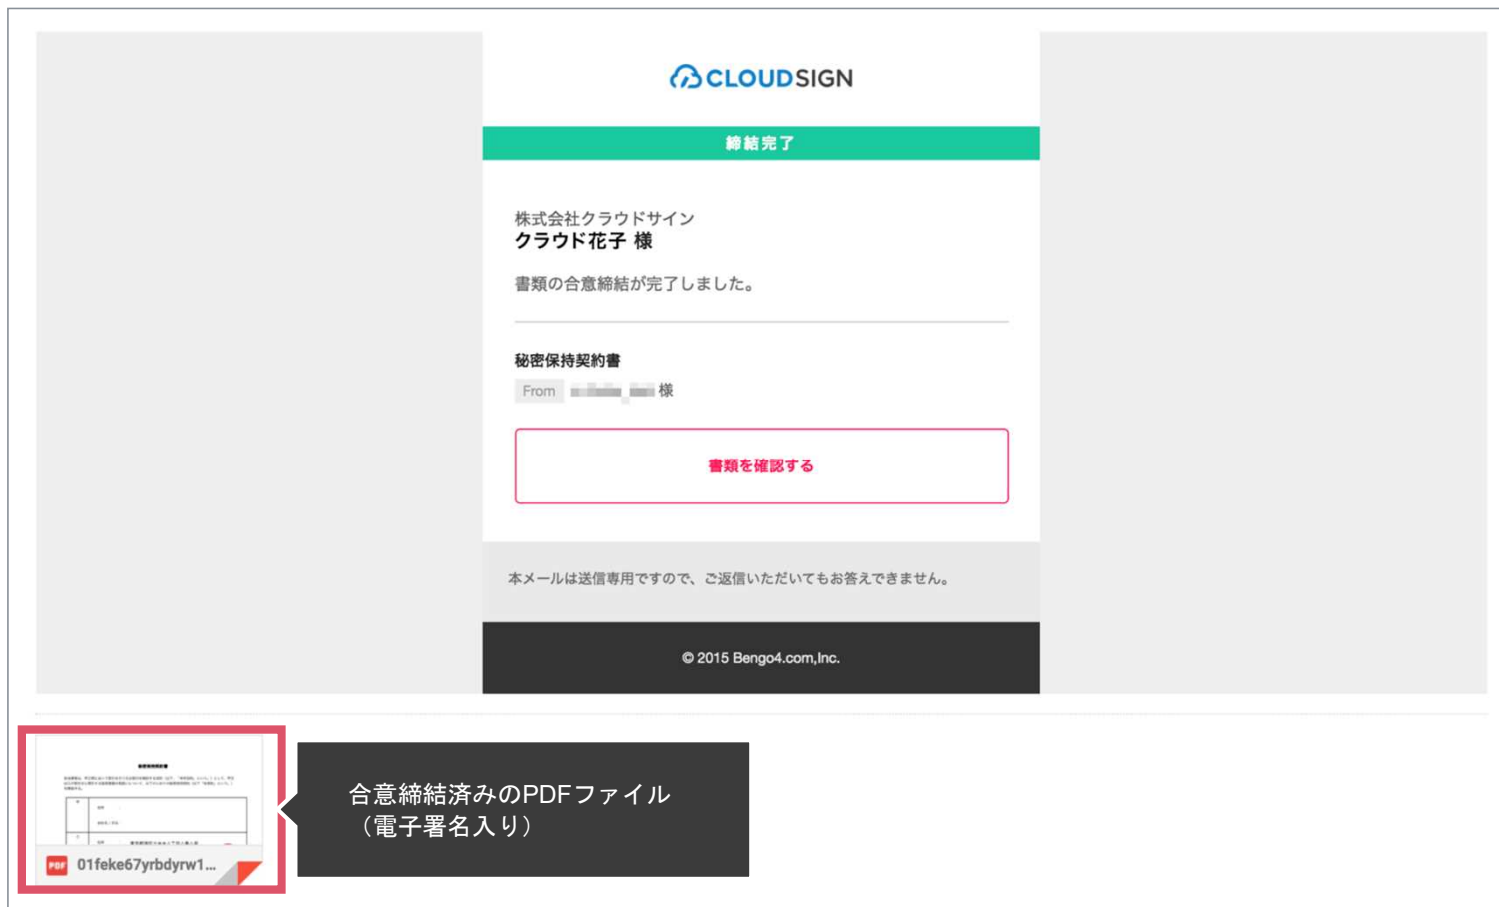 CLOUDSIGN
締結完了
株式会社クラウドサイン
クラウド花子 様
書類の合意締結が完了しました。
秘密保持契約書
From 様
書類を確認する
本メールは送信専用ですので、ご返信いただいてもお答えできません。
© 2015 Bengo4.com,Inc.
合意締結済みのPDFファイル
（電子署名入り）
PDF 01feke67yrbdyrw1...